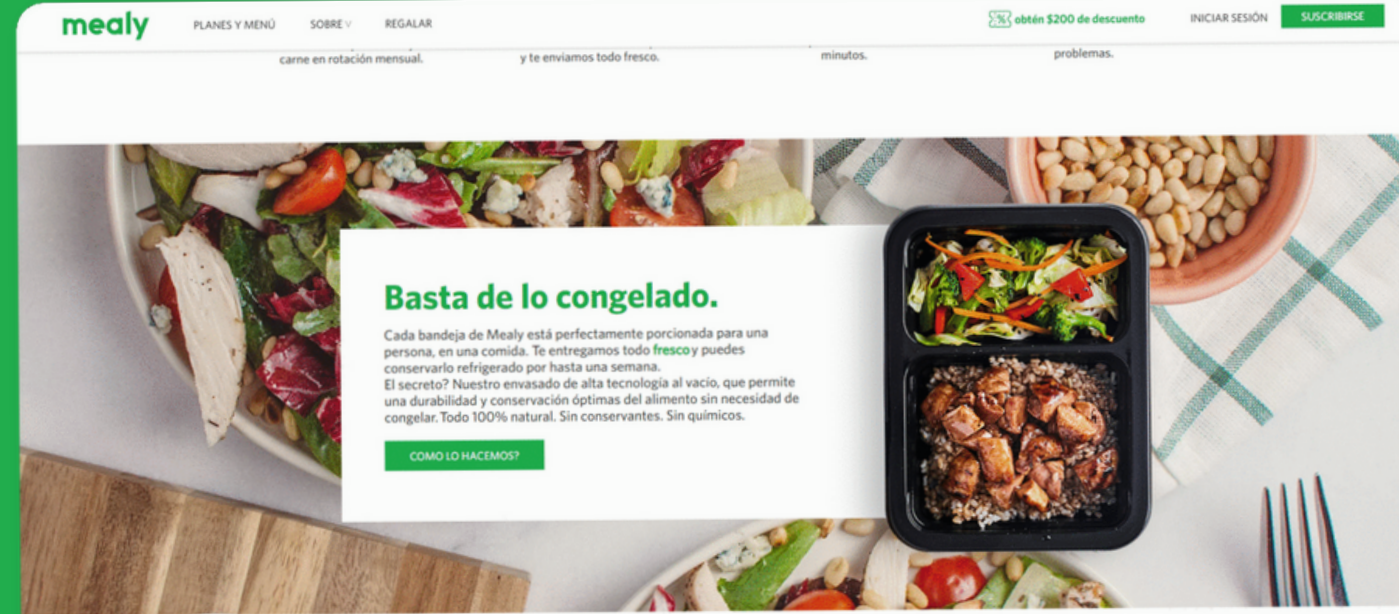 mealy
PLANES Y MENÚ
SOBRE
REGALAR
obtén $200 de descuento
INICIAR SESIÓN
SUSCRIBIRSE
carne en rotación mensual.
y te enviamos todo fresco.
minutos.
problemas.
Basta de lo congelado.
Cada bandeja de Mealy está perfectamente porcionada para una
persona, en una comida. Te entregamos todo fresco y puedes
conservarlo refrigerado por hasta una semana.
El secreto? Nuestro envasado de alta tecnología al vacío, que permite
una durabilidad y conservación óptimas del alimento sin necesidad de
congelar. Todo 100% natural. Sin conservantes. Sin químicos.
COMO LO HACEMOS?